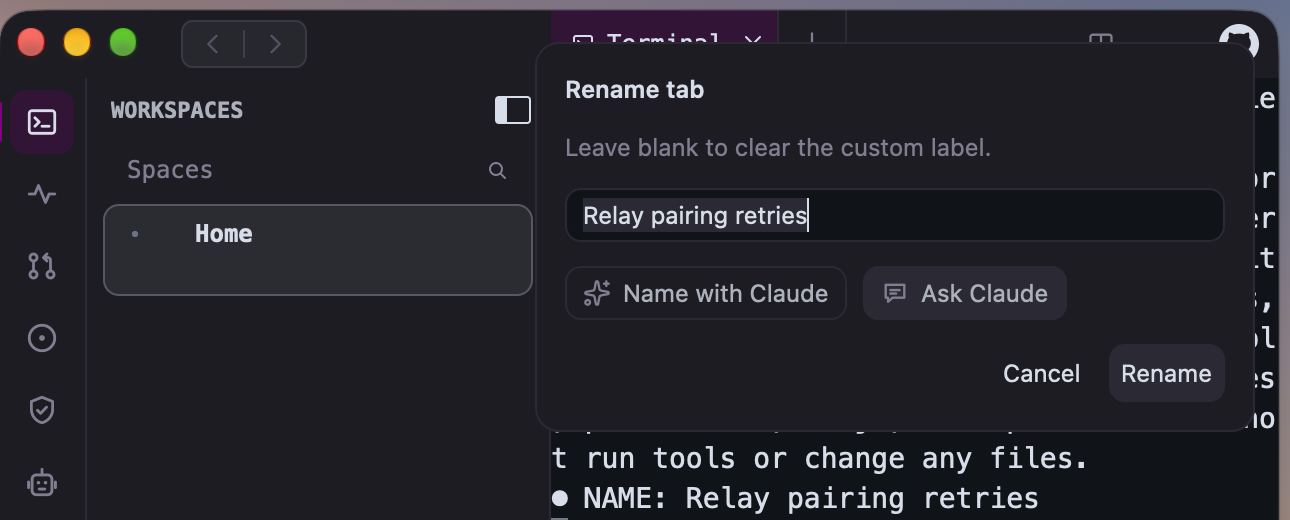 Terminal
WORKSPACES
Spaces
Home
Rename tab
Leave blank to clear the custom label.
Relay pairing retries
Name with Claude
Ask Claude
Cancel
Rename
t run tools or change any files.
● NAME: Relay pairing retries